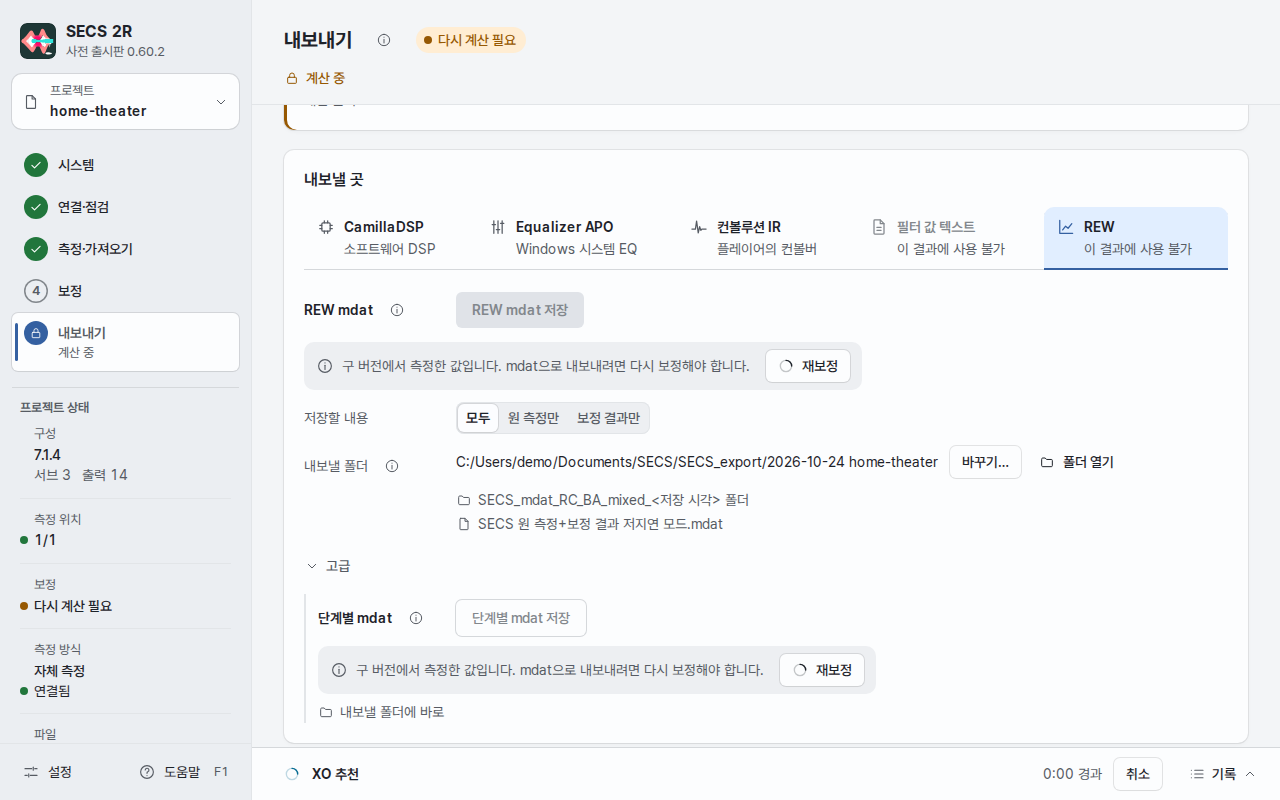 SECS 2R
사전 출시판 0.60.2
프로젝트
home-theater
시스템
연결·점검
측정·가져오기
4 보정
내보내기
계산 중
프로젝트 상태
구성
7.1.4
서브 3 출력 14
측정 위치
1/1
보정
다시 계산 필요
측정 방식
자체 측정
연결됨
파일
설정
도움말 F1
내보내기
다시 계산 필요
계산 중
내보낼 곳
CamillaDSP
소프트웨어 DSP
Equalizer APO
Windows 시스템 EQ
컨볼루션 IR
플레이어의 컨볼버
필터 값 텍스트
이 결과에 사용 불가
REW
이 결과에 사용 불가
REW mdat
REW mdat 저장
구 버전에서 측정한 값입니다. mdat으로 내보내려면 다시 보정해야 합니다.
재보정
저장할 내용
모두 원 측정만 보정 결과만
내보낼 폴더
C:/Users/demo/Documents/SECS/SECS_export/2026-10-24 home-theater
바꾸기...
폴더 열기
SECS_mdat_RC_BA_mixed_<저장 시각> 폴더
SECS 원 측정+보정 결과 저지연 모드.mdat
고급
단계별 mdat
단계별 mdat 저장
구 버전에서 측정한 값입니다. mdat으로 내보내려면 다시 보정해야 합니다.
재보정
내보낼 폴더에 바로
XO 추천
0:00 경과
취소
기록